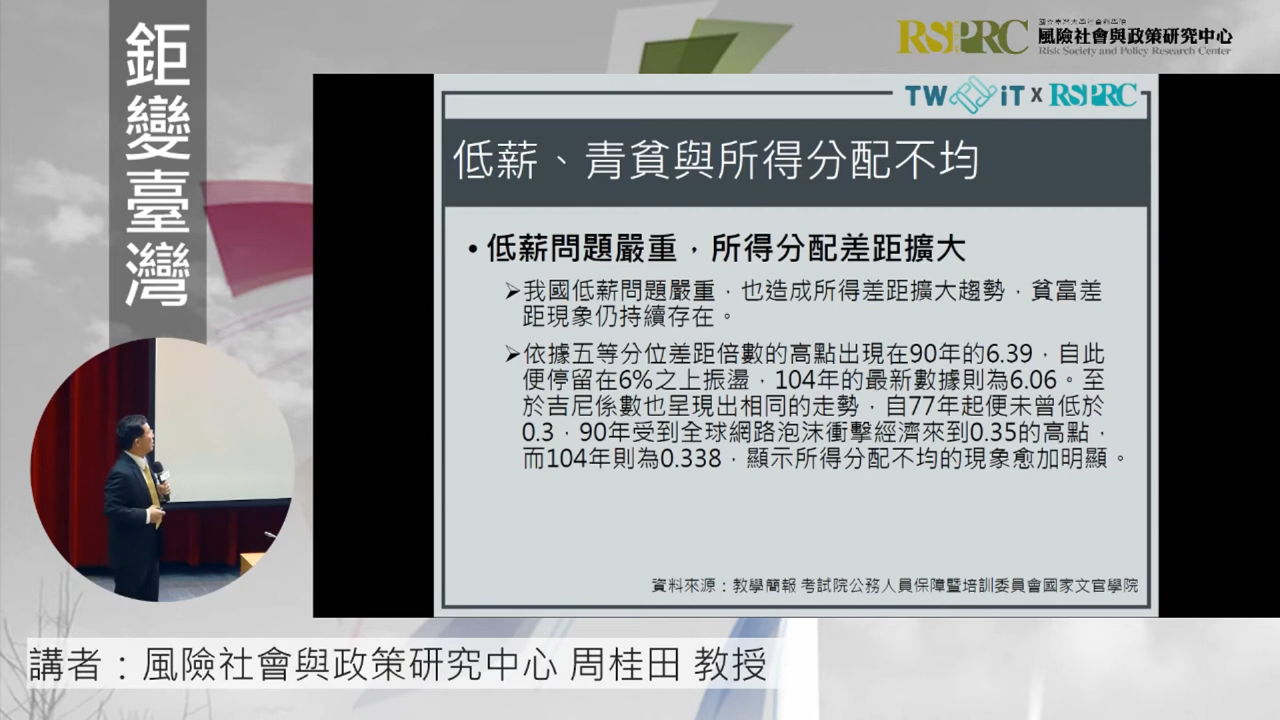 鉅變臺灣
RSPRC
國立臺灣大學社會科學院
風險社會與政策研究中心
Risk Society and Policy Research Center
TW iT x RSPRC
低薪、青貧與所得分配不均
• 低薪問題嚴重，所得分配差距擴大
➢我國低薪問題嚴重，也造成所得差距擴大趨勢，貧富差
距現象仍持續存在。
➢依據五等分位差距倍數的高點出現在90年的6.39，自此
便停留在6%之上振盪，104年的最新數據則為6.06。至
於吉尼係數也呈現出相同的走勢，自77年起便未曾低於
0.3，90年受到全球網路泡沫衝擊經濟來到0.35的高點，
而104年則為0.338，顯示所得分配不均的現象愈加明顯。
資料來源：教學簡報 考試院公務人員保障暨培訓委員會國家文官學院
講者：風險社會與政策研究中心 周桂田 教授